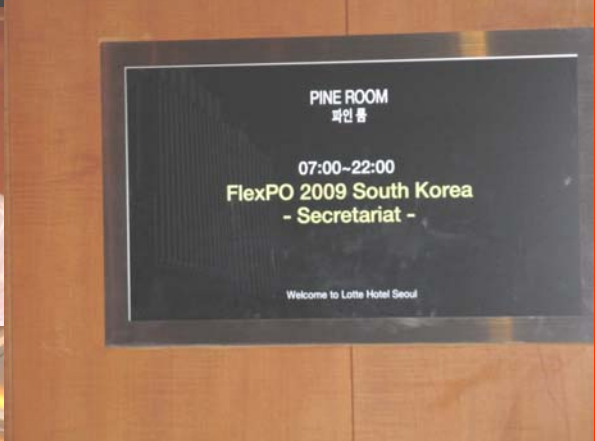 PINE ROOM
파인 룸
07:00~22:00
FlexPO 2009 South Korea
- Secretariat -
Welcome to Lotte Hotel Seoul